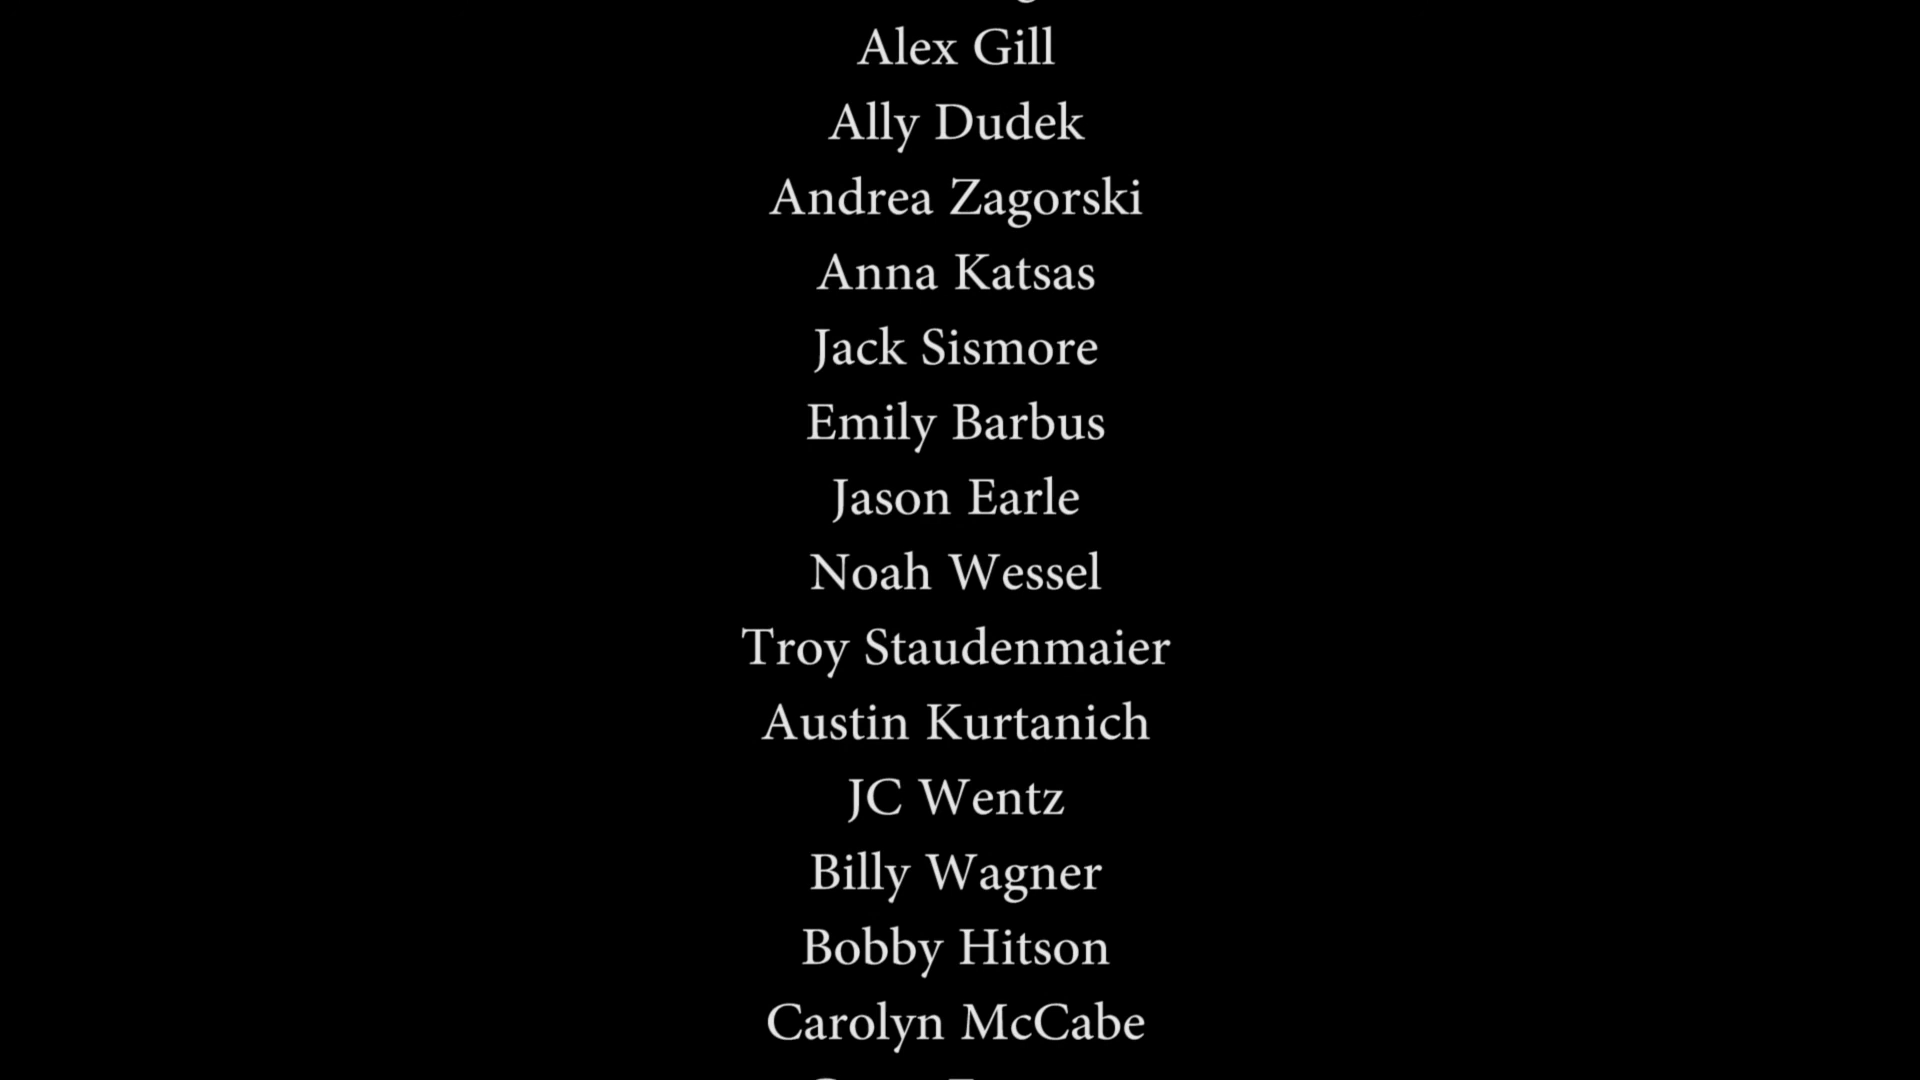 Alex Gill
Ally Dudek
Andrea Zagorski
Anna Katsas
Jack Sismore
Emily Barbus
Jason Earle
Noah Wessel
Troy Staudenmaier
Austin Kurtanich
JC Wentz
Billy Wagner
Bobby Hitson
Carolyn McCabe